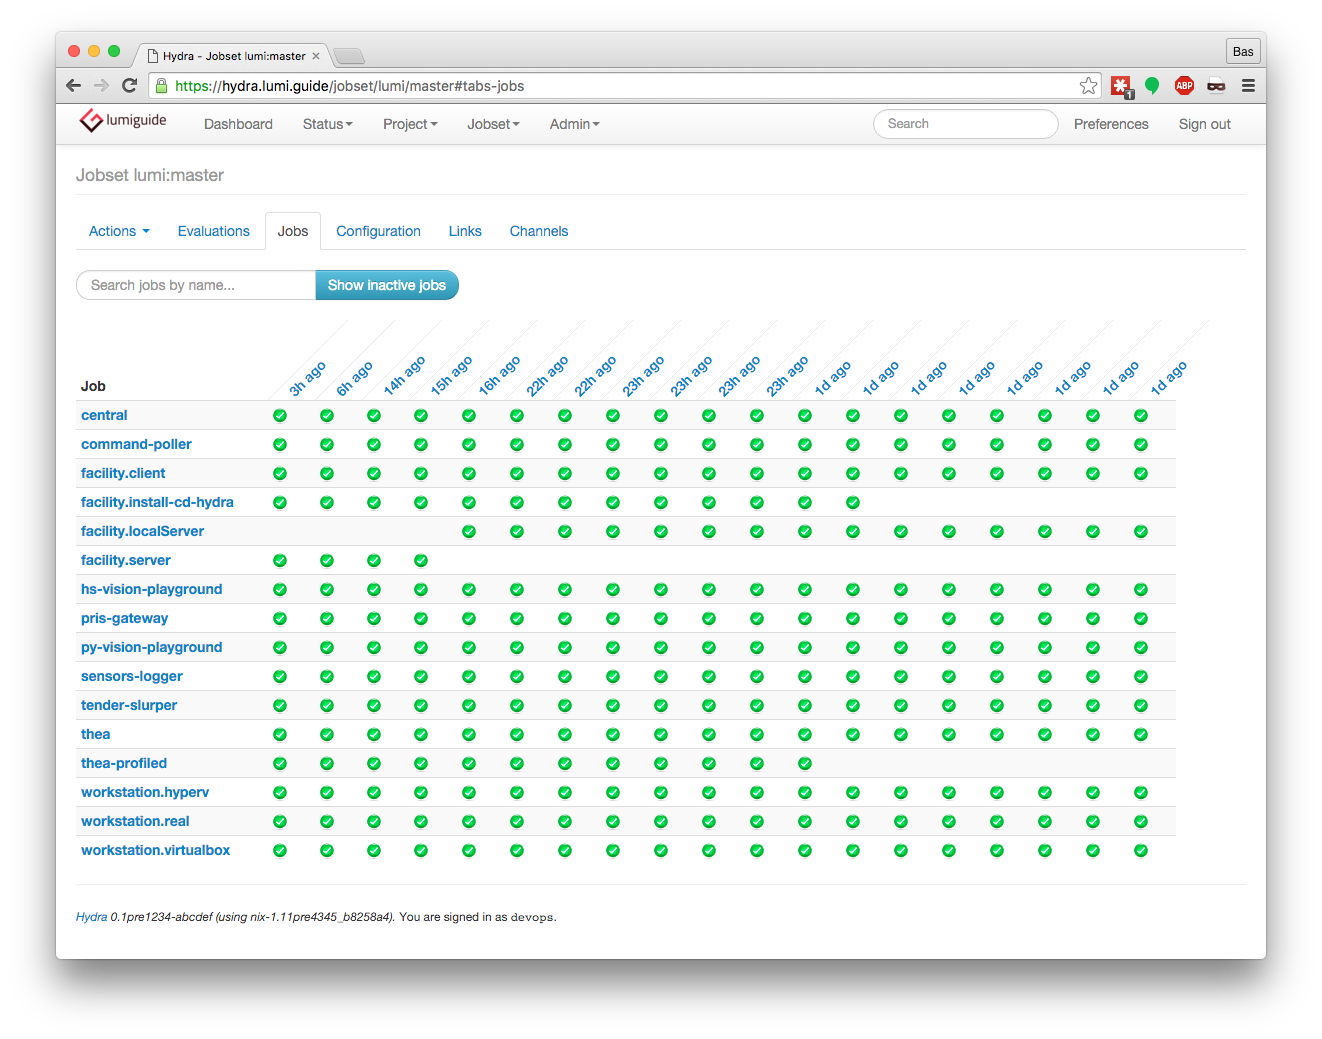 Hydra - Jobset lumi:master
Bas
https://hydra.lumi.guide/jobset/lumi/master#tabs-jobs
1
ABP
lumiguide Dashboard Status Project Jobset Admin Search Preferences Sign out
Jobset lumi:master
Actions Evaluations Jobs Configuration Links Channels
Search jobs by name... Show inactive jobs
Job 3h ago 6h ago 14h ago 15h ago 16h ago 22h ago 22h ago 23h ago 23h ago 23h ago 23h ago 1d ago 1d ago 1d ago 1d ago 1d ago 1d ago 1d ago 1d ago
central
command-poller
facility.client
facility.install-cd-hydra
facility.localServer
facility.server
hs-vision-playground
pris-gateway
py-vision-playground
sensors-logger
tender-slurper
thea
thea-profiled
workstation.hyperv
workstation.real
workstation.virtualbox
Hydra 0.1pre1234-abcdef (using nix-1.11pre4345_b8258a4). You are signed in as devops.